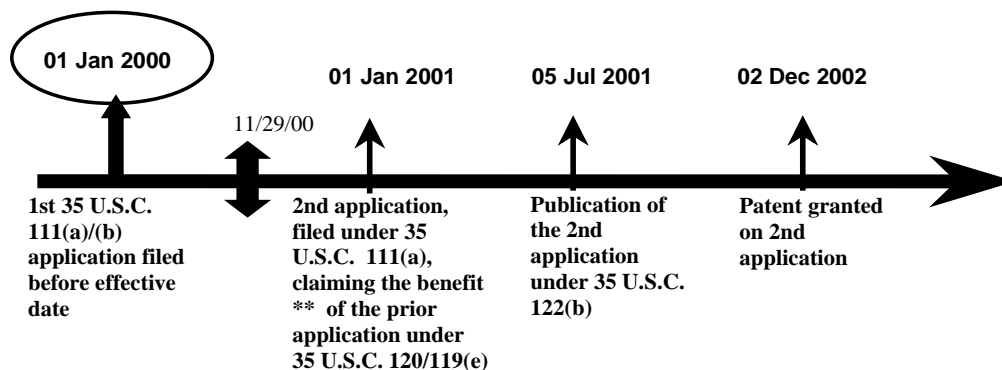 01 Jan 2000
11/29/00
01 Jan 2001
05 Jul 2001
02 Dec 2002
1st 35 U.S.C.
111(a)/(b)
application filed
before effective
date
2nd application,
filed under 35
U.S.C. 111(a),
claiming the benefit
** of the prior
application under
35 U.S.C. 120/119(e)
Publication of
the 2nd
application
under 35 U.S.C.
122(b)
Patent granted
on 2nd
application